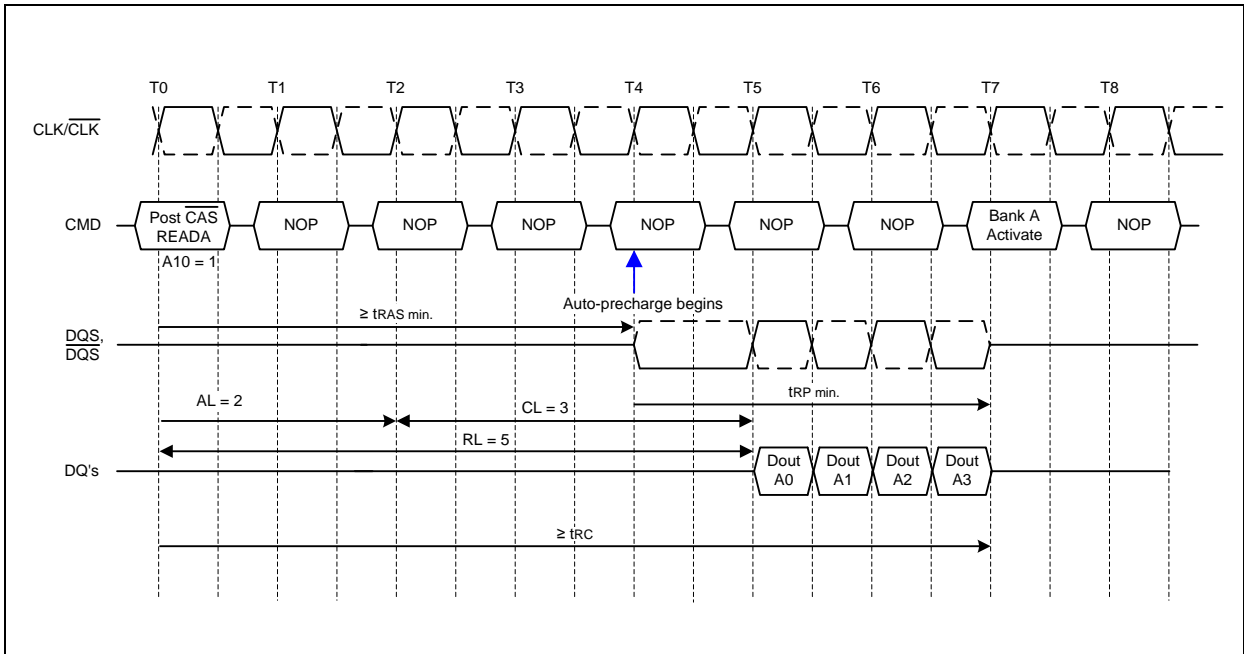 T0 T1 T2 T3 T4 T5 T6 T7 T8
CLK/CLK
CMD
Post CAS
READA
NOP NOP NOP NOP NOP NOP
Bank A
Activate
NOP
A10 = 1
Auto-precharge begins
≥ tRAS min.
DQS,
DQS
tRP min.
AL = 2
CL = 3
RL = 5
DQ's
Dout
A0
Dout
A1
Dout
A2
Dout
A3
≥ tRC